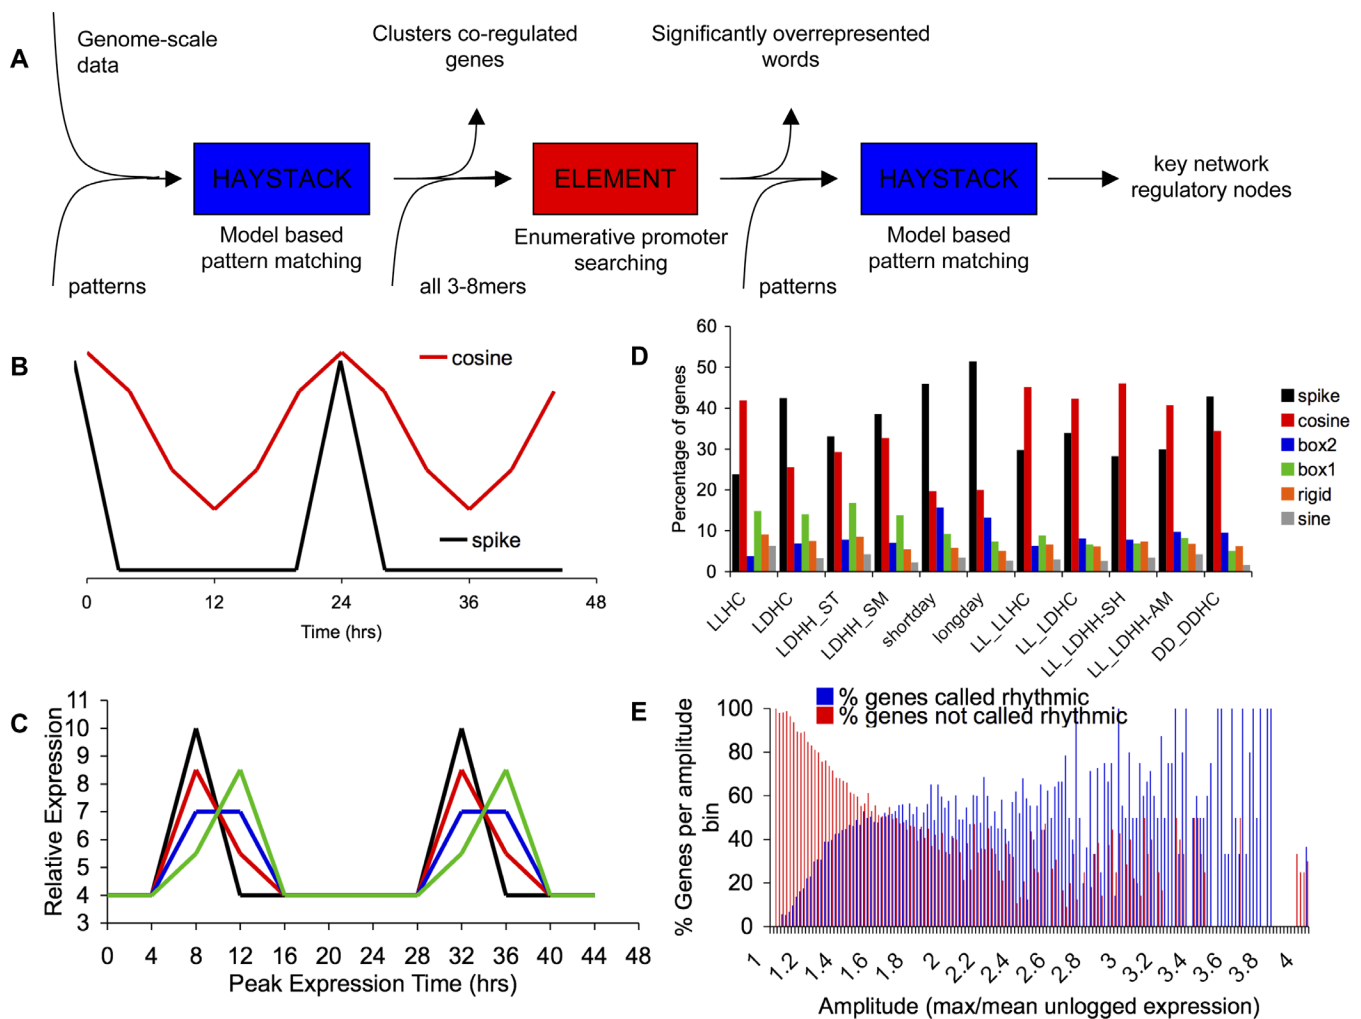 A
Genome-scale
data
Clusters co-regulated
genes
Significantly overrepresented
words
HAYSTACK
ELEMENT
HAYSTACK
key network
regulatory nodes
Model based
pattern matching
Enumerative promoter
searching
Model based
pattern matching
patterns
all 3-8mers
patterns
B
cosine
spike
0 12 24 36 48
Time (hrs)
D
Percentage of genes
60
50
40
30
20
10
0
spike
cosine
box2
box1
rigid
sine
LLHC
LDHC
LDHH_ST
LDHH_SM
shortday
longday
LL_LLHC
LL_LDHC
LL_LDHH-SH
LL_LDHH-AM
DD_DDHC
C
Relative Expression
11
10
9
8
7
6
5
4
3
0 4 8 12 16 20 24 28 32 36 40 44 48
Peak Expression Time (hrs)
E
% genes called rhythmic
% genes not called rhythmic
% Genes per amplitude
bin
100
80
60
40
20
0
1 1.2 1.4 1.6 1.8 2 2.2 2.4 2.6 2.8 3 3.2 3.4 3.6 3.8 4
Amplitude (max/mean unlogged expression)